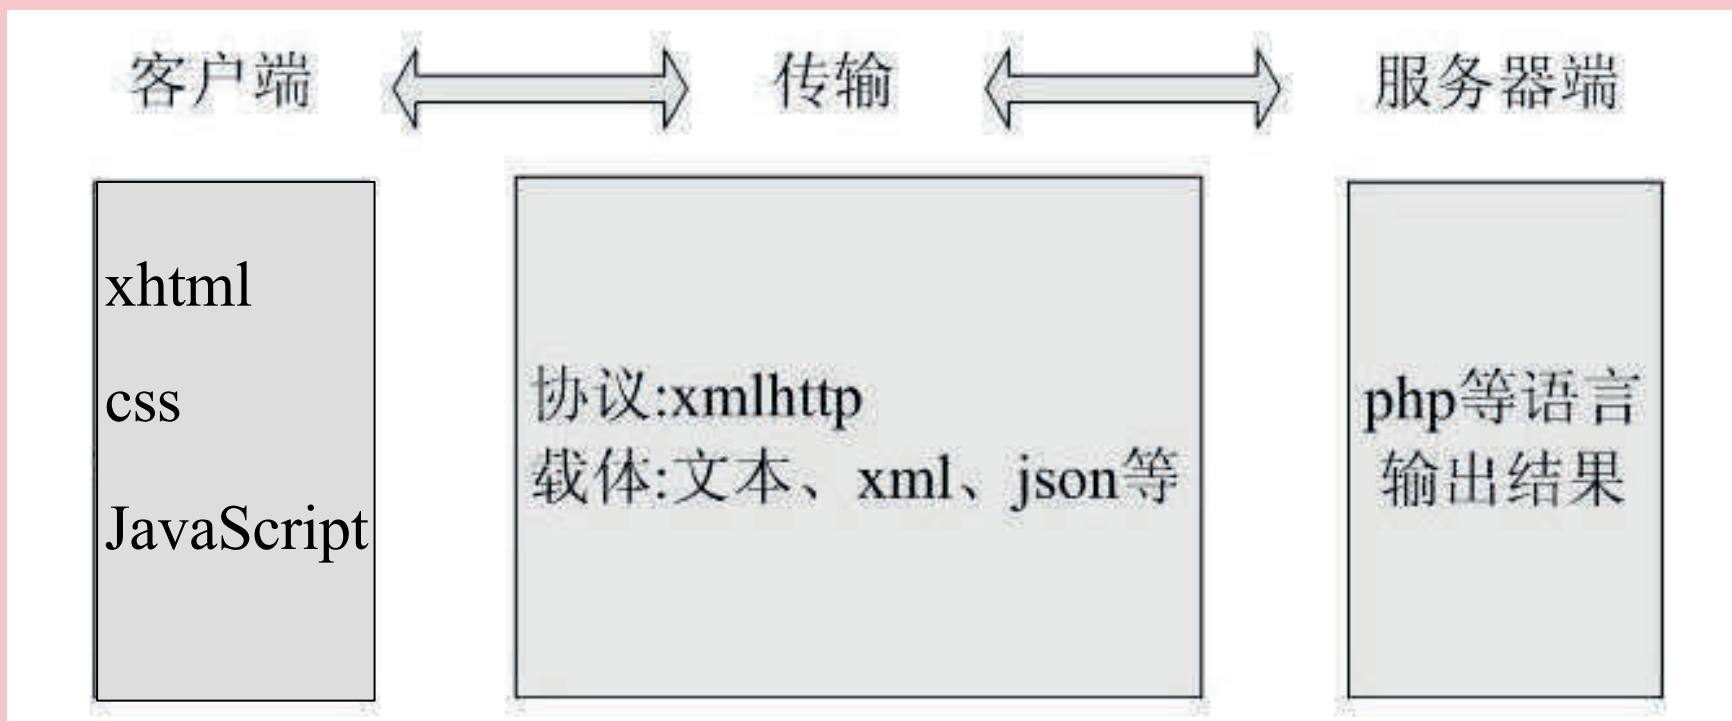 客户端
传输
服务器端
xhtml
css
JavaScript
协议:xmlhttp
载体:文本、xml、json等
php等语言
输出结果